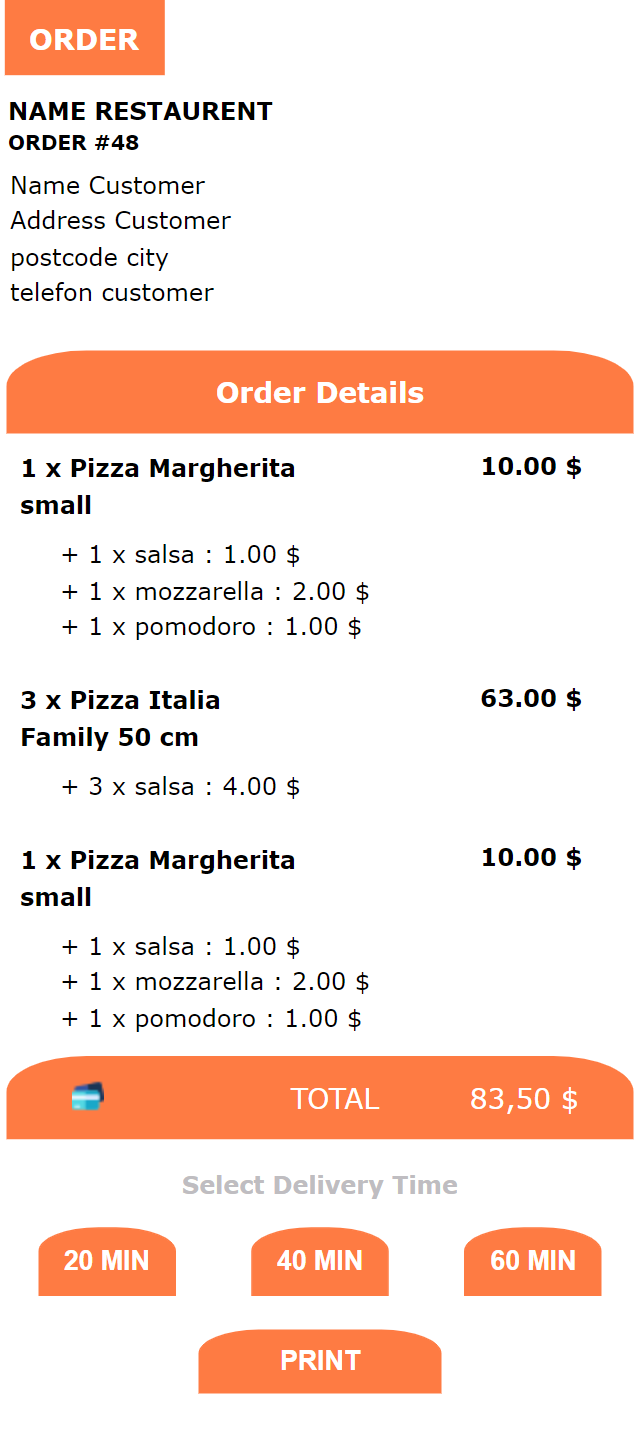 ORDER
NAME RESTAURENT
ORDER #48
Name Customer
Address Customer
postcode city
telefon customer
Order Details
1 x Pizza Margherita 10.00 $
small
+ 1 x salsa : 1.00 $
+ 1 x mozzarella : 2.00 $
+ 1 x pomodoro : 1.00 $
3 x Pizza Italia 63.00 $
Family 50 cm
+ 3 x salsa : 4.00 $
1 x Pizza Margherita 10.00 $
small
+ 1 x salsa : 1.00 $
+ 1 x mozzarella : 2.00 $
+ 1 x pomodoro : 1.00 $
TOTAL 83,50 $
Select Delivery Time
20 MIN 40 MIN 60 MIN
PRINT